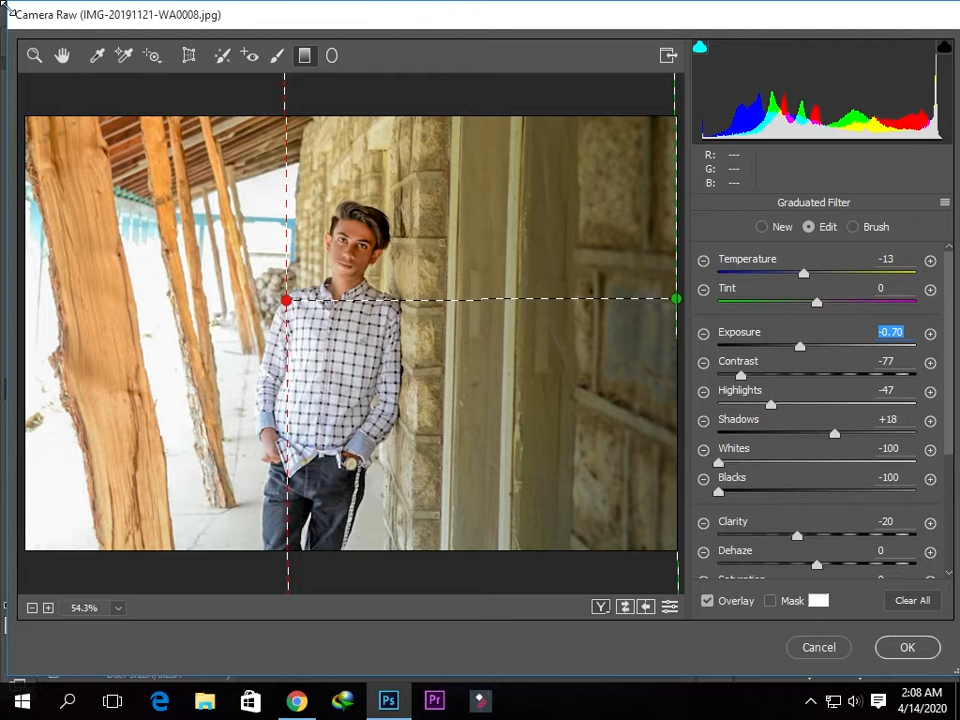 Camera Raw (IMG-20191121-WA0008.jpg)
R: ---
G: ---
B: ---
Graduated Filter
New Edit Brush
Temperature -13
Tint 0
Exposure -0.70
Contrast -77
Highlights -47
Shadows +18
Whites -100
Blacks -100
Clarity -20
Dehaze 0
54.3%
Y
Overlay Mask Clear All
Cancel OK
Ps Pr
2:08 AM
4/14/2020